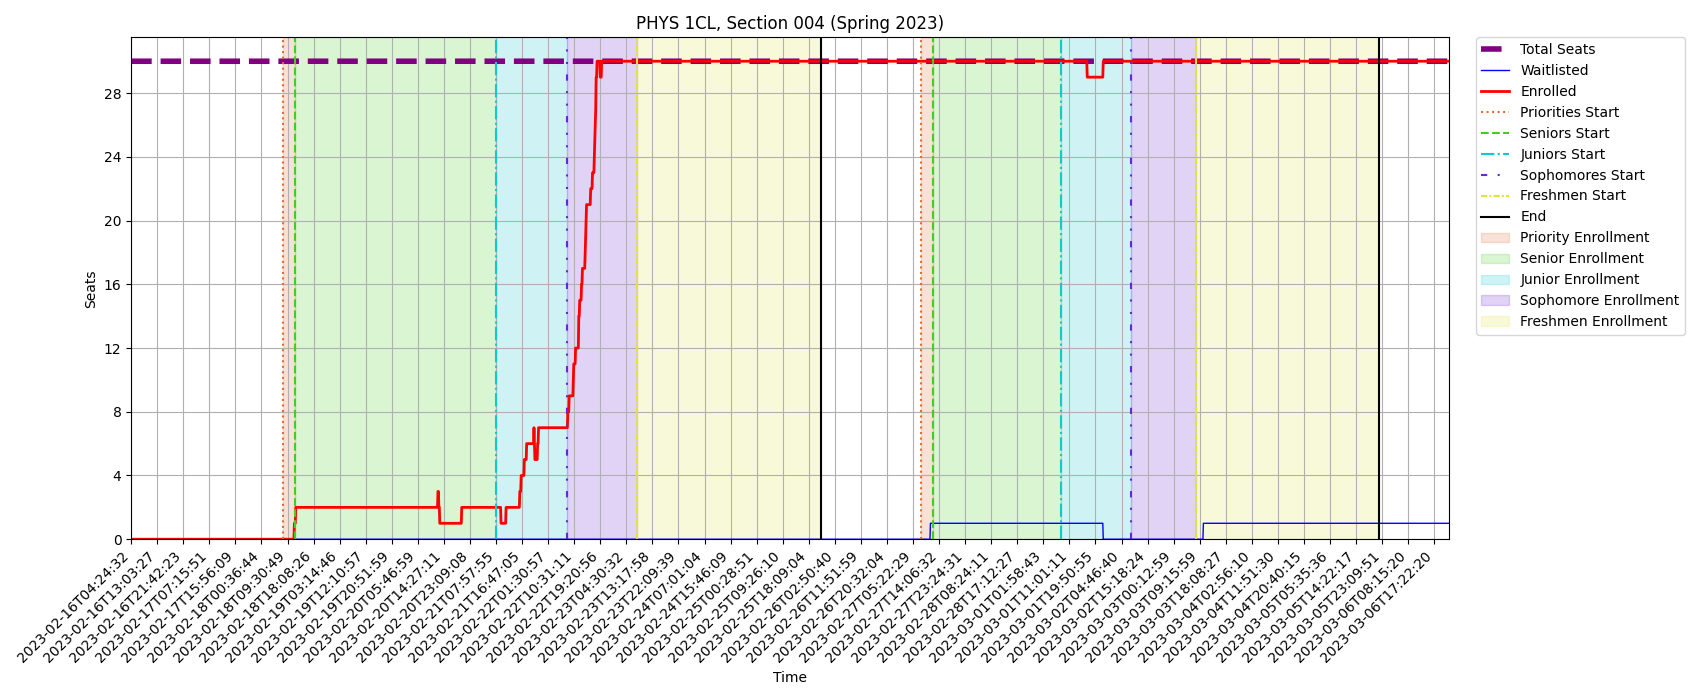 PHYS 1CL, Section 004 (Spring 2023)
Total Seats
Waitlisted
Enrolled
Priorities Start
Seniors Start
Juniors Start
Sophomores Start
Freshmen Start
End
Priority Enrollment
Senior Enrollment
Junior Enrollment
Sophomore Enrollment
Freshmen Enrollment
Seats
28
24
20
16
12
8
4
0
2023-02-16T04:24:32
2023-02-16T13:03:27
2023-02-16T21:42:23
2023-02-17T07:15:51
2023-02-17T15:56:09
2023-02-18T00:36:44
2023-02-18T09:30:49
2023-02-18T18:08:26
2023-02-19T03:14:46
2023-02-19T12:10:57
2023-02-19T20:51:59
2023-02-20T05:46:59
2023-02-20T14:27:11
2023-02-20T23:09:08
2023-02-21T07:57:55
2023-02-21T16:47:05
2023-02-22T01:30:57
2023-02-22T10:31:11
2023-02-22T19:20:56
2023-02-23T04:30:32
2023-02-23T13:17:58
2023-02-23T22:09:39
2023-02-24T07:01:04
2023-02-24T15:46:09
2023-02-25T00:28:51
2023-02-25T09:26:10
2023-02-25T18:09:04
2023-02-26T02:50:40
2023-02-26T11:51:59
2023-02-26T20:32:04
2023-02-27T05:22:29
2023-02-27T14:06:32
2023-02-27T23:24:31
2023-02-28T08:24:11
2023-02-28T17:12:27
2023-03-01T01:58:43
2023-03-01T11:01:11
2023-03-01T19:50:55
2023-03-02T04:46:40
2023-03-02T15:18:24
2023-03-03T00:12:59
2023-03-03T09:15:59
2023-03-03T18:08:27
2023-03-04T02:56:10
2023-03-04T11:51:30
2023-03-04T20:40:15
2023-03-05T05:35:36
2023-03-05T14:22:17
2023-03-05T23:09:51
2023-03-06T08:15:20
2023-03-06T17:22:20
Time